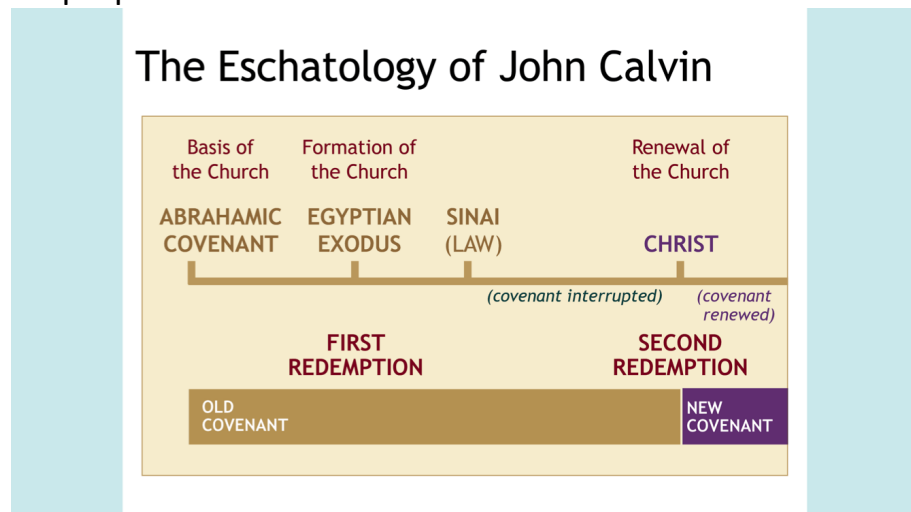 The Eschatology of John Calvin
Basis of
the Church
Formation of
the Church
Renewal of
the Church
ABRAHAMIC
COVENANT
EGYPTIAN
EXODUS
SINAI
(LAW)
CHRIST
(covenant interrupted)
(covenant
renewed)
FIRST
REDEMPTION
SECOND
REDEMPTION
OLD
COVENANT
NEW
COVENANT